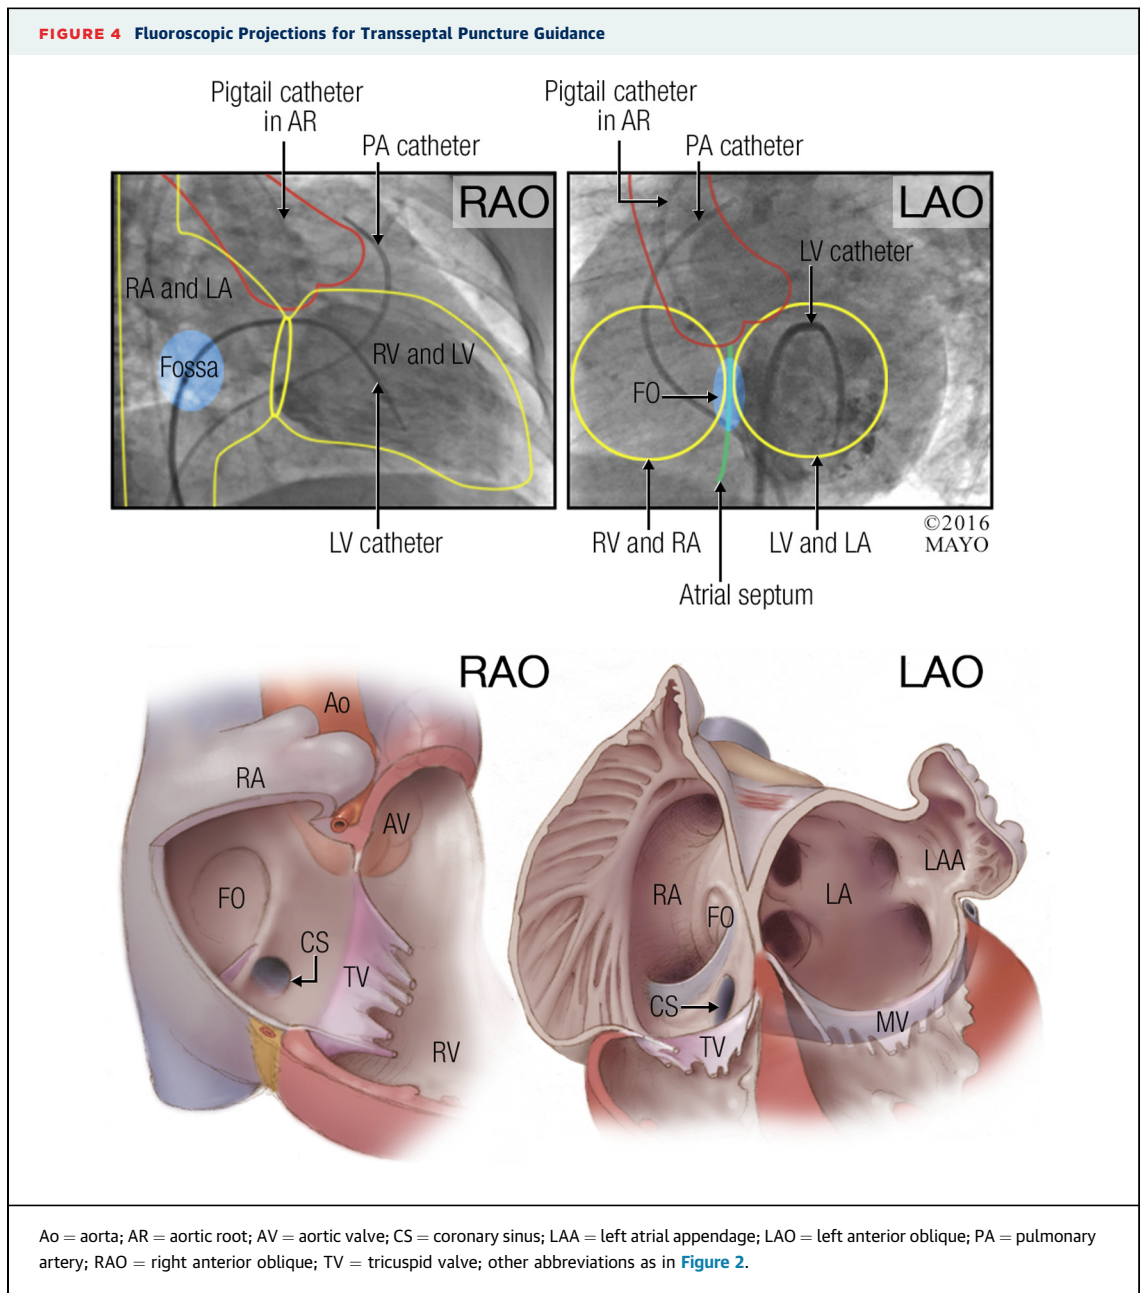 FIGURE 4 Fluoroscopic Projections for Transseptal Puncture Guidance
Pigtail catheter
in AR
PA catheter
RAO
RA and LA
Fossa
RV and LV
LV catheter
Pigtail catheter
in AR
PA catheter
LAO
LV catheter
FO
RV and RA
LV and LA
©2016
MAYO
Atrial septum
RAO
Ao
RA
AV
FO
CS
TV
RV
LAO
RA
FO
LA
LAA
CS
TV
MV
Ao = aorta; AR = aortic root; AV = aortic valve; CS = coronary sinus; LAA = left atrial appendage; LAO = left anterior oblique; PA = pulmonary
artery; RAO = right anterior oblique; TV = tricuspid valve; other abbreviations as in Figure 2.